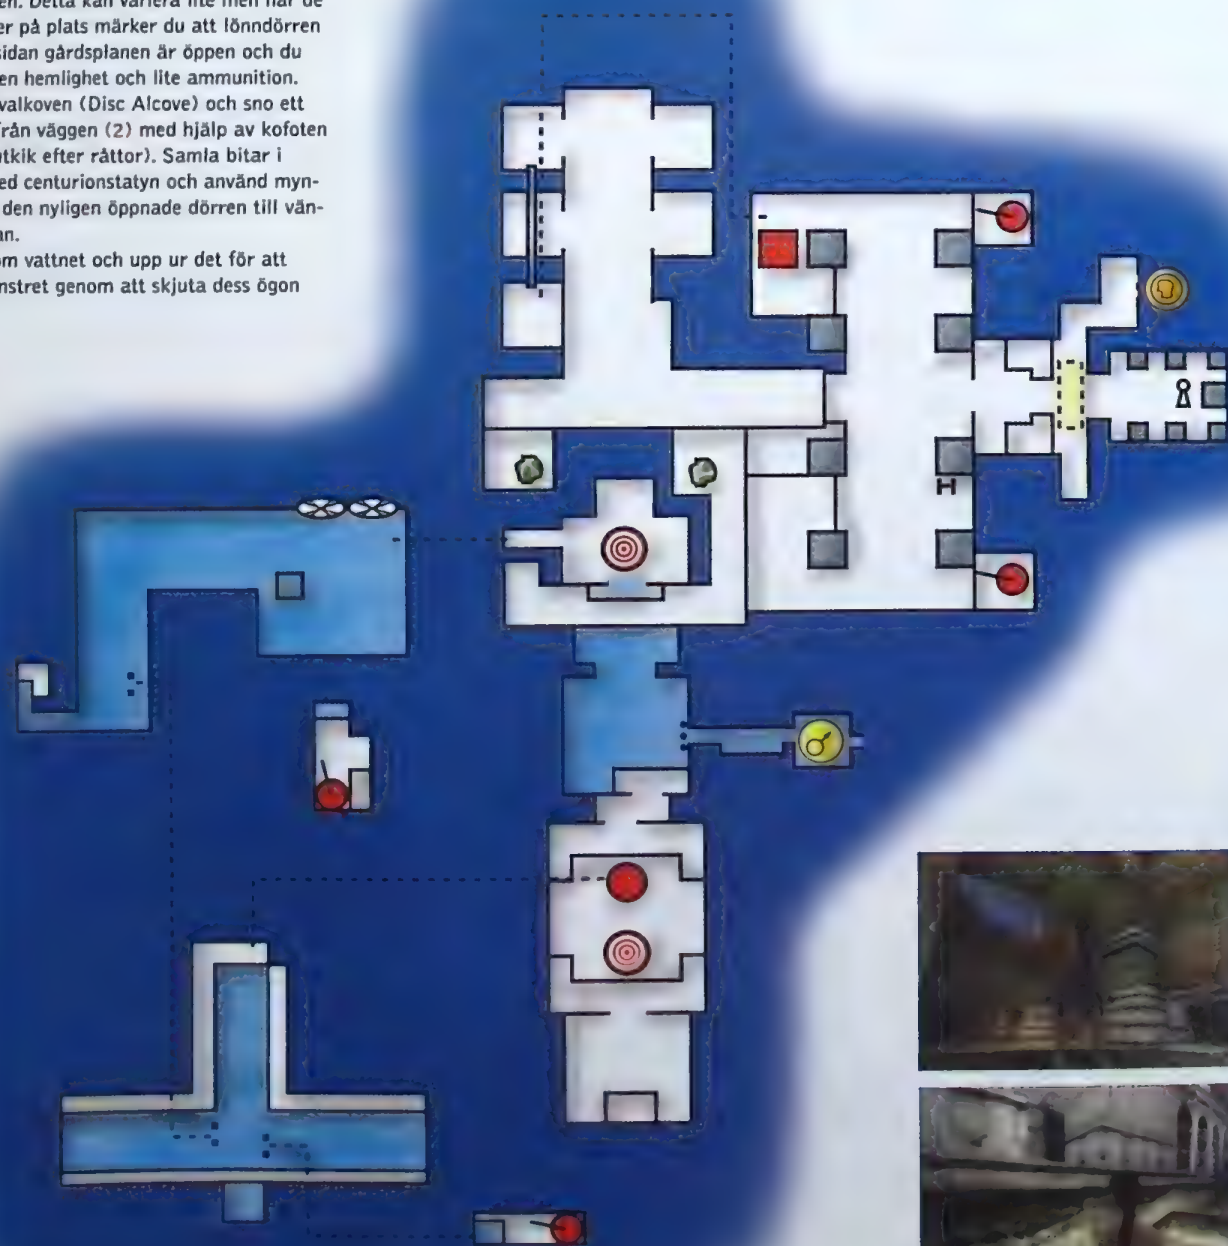 en. Detta kan variera lite men när de
er på plats märker du att lönndörren
sidan gårdsplanen är öppen och du
en hemlighet och lite ammunition.
valkoven (Disc Alcove) och sno ett
från väggen (2) med hjälp av kofoten
utkik efter råttor). Samla bitar i
ed centurionstatyn och använd myn-
den nyligen öppnade dörren till vän-
an.
om vattnet och upp ur det för att
nstret genom att skjuta dess ögon
H